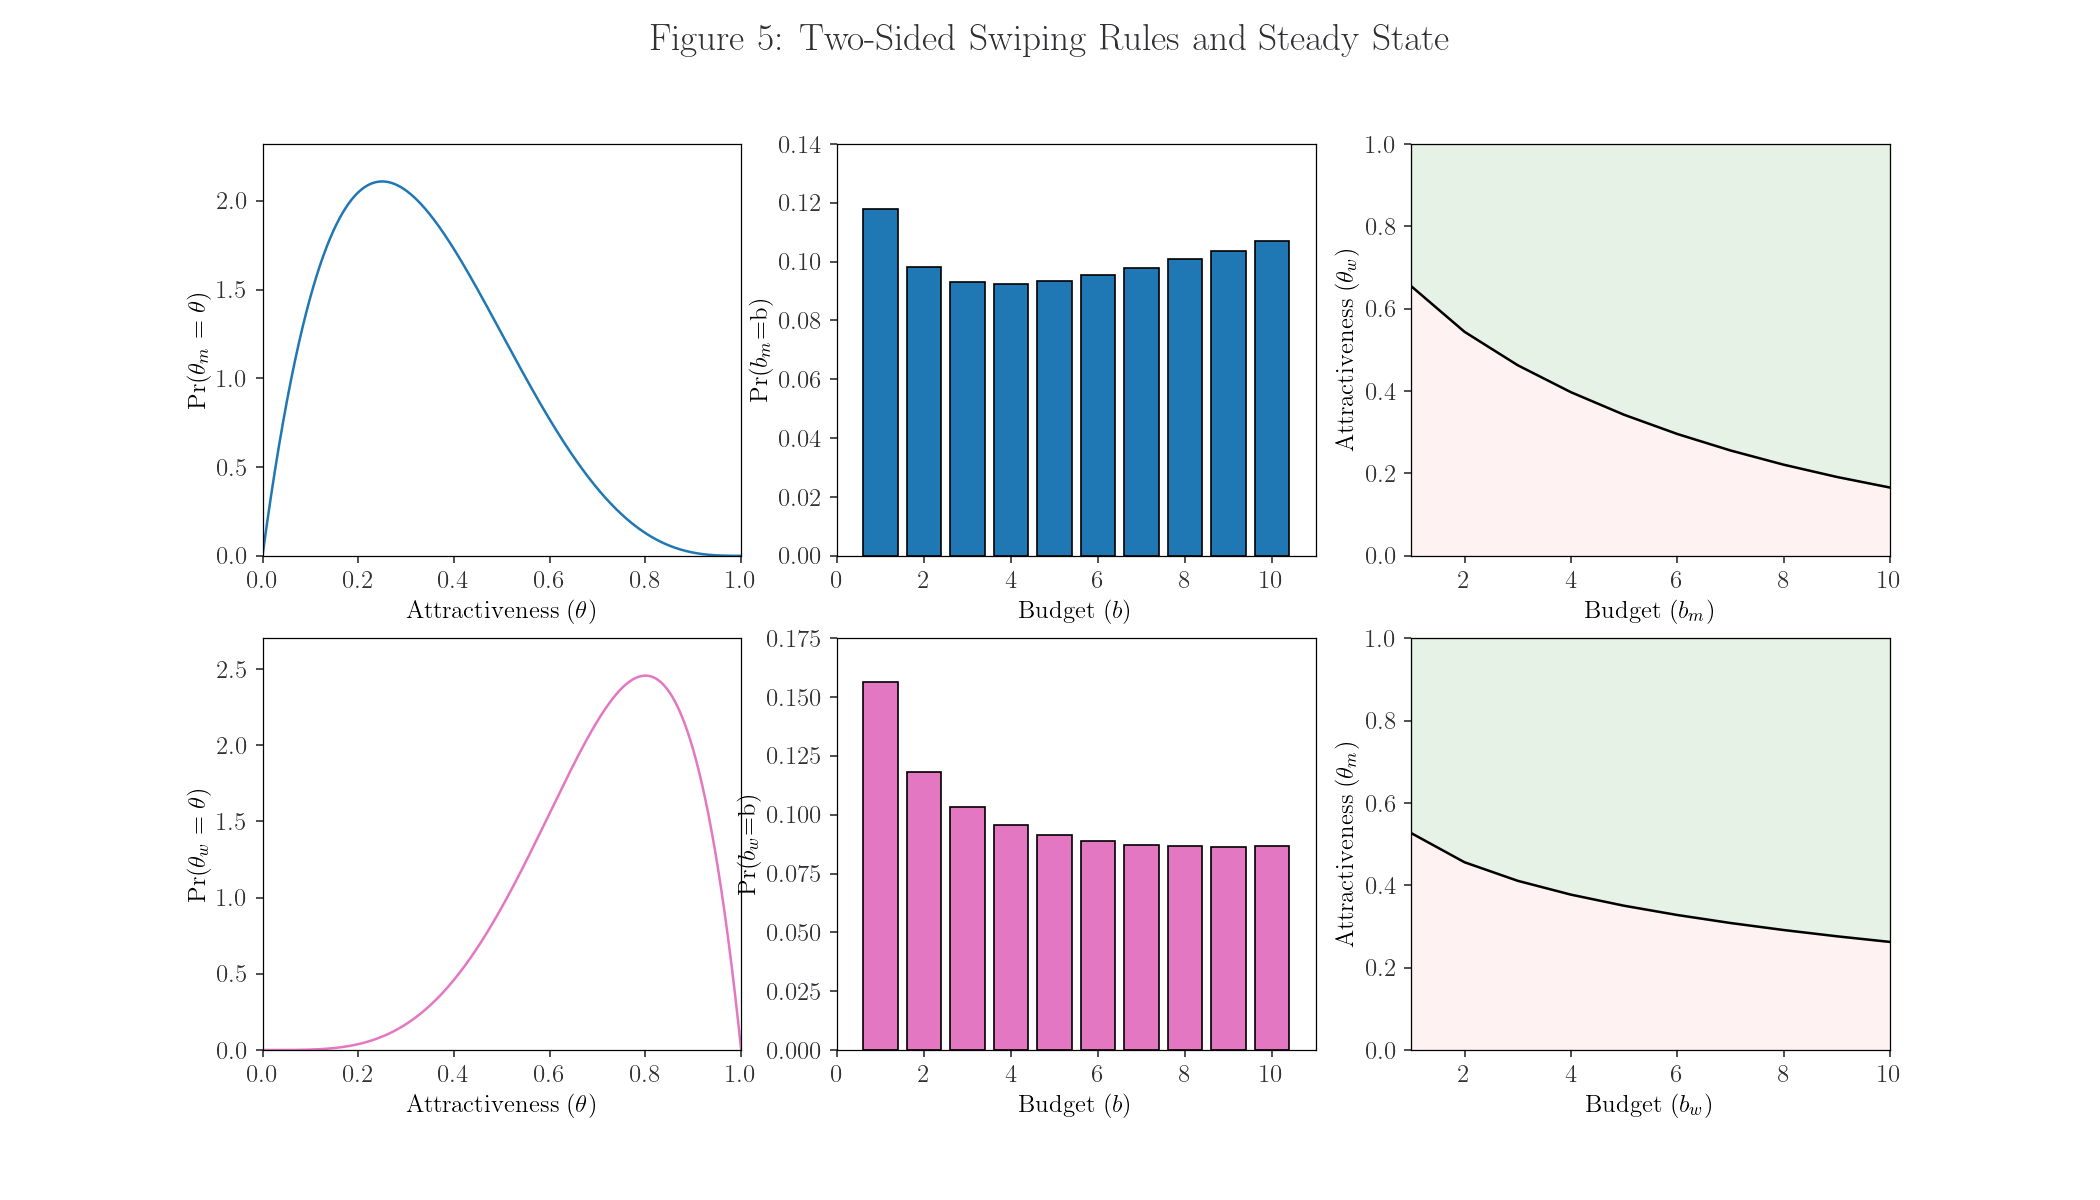 Figure 5: Two-Sided Swiping Rules and Steady State
Pr(θm = θ)
2.0
1.5
1.0
0.5
0.0
0.0 0.2 0.4 0.6 0.8 1.0
Attractiveness (θ)
Pr(bm=b)
0.14
0.12
0.10
0.08
0.06
0.04
0.02
0.00
0 2 4 6 8 10
Budget (b)
Attractiveness (θw)
1.0
0.8
0.6
0.4
0.2
0.0
2 4 6 8 10
Budget (bm)
Pr(θw = θ)
2.5
2.0
1.5
1.0
0.5
0.0
0.0 0.2 0.4 0.6 0.8 1.0
Attractiveness (θ)
Pr(bw=b)
0.175
0.150
0.125
0.100
0.075
0.050
0.025
0.000
0 2 4 6 8 10
Budget (b)
Attractiveness (θm)
1.0
0.8
0.6
0.4
0.2
0.0
2 4 6 8 10
Budget (bw)